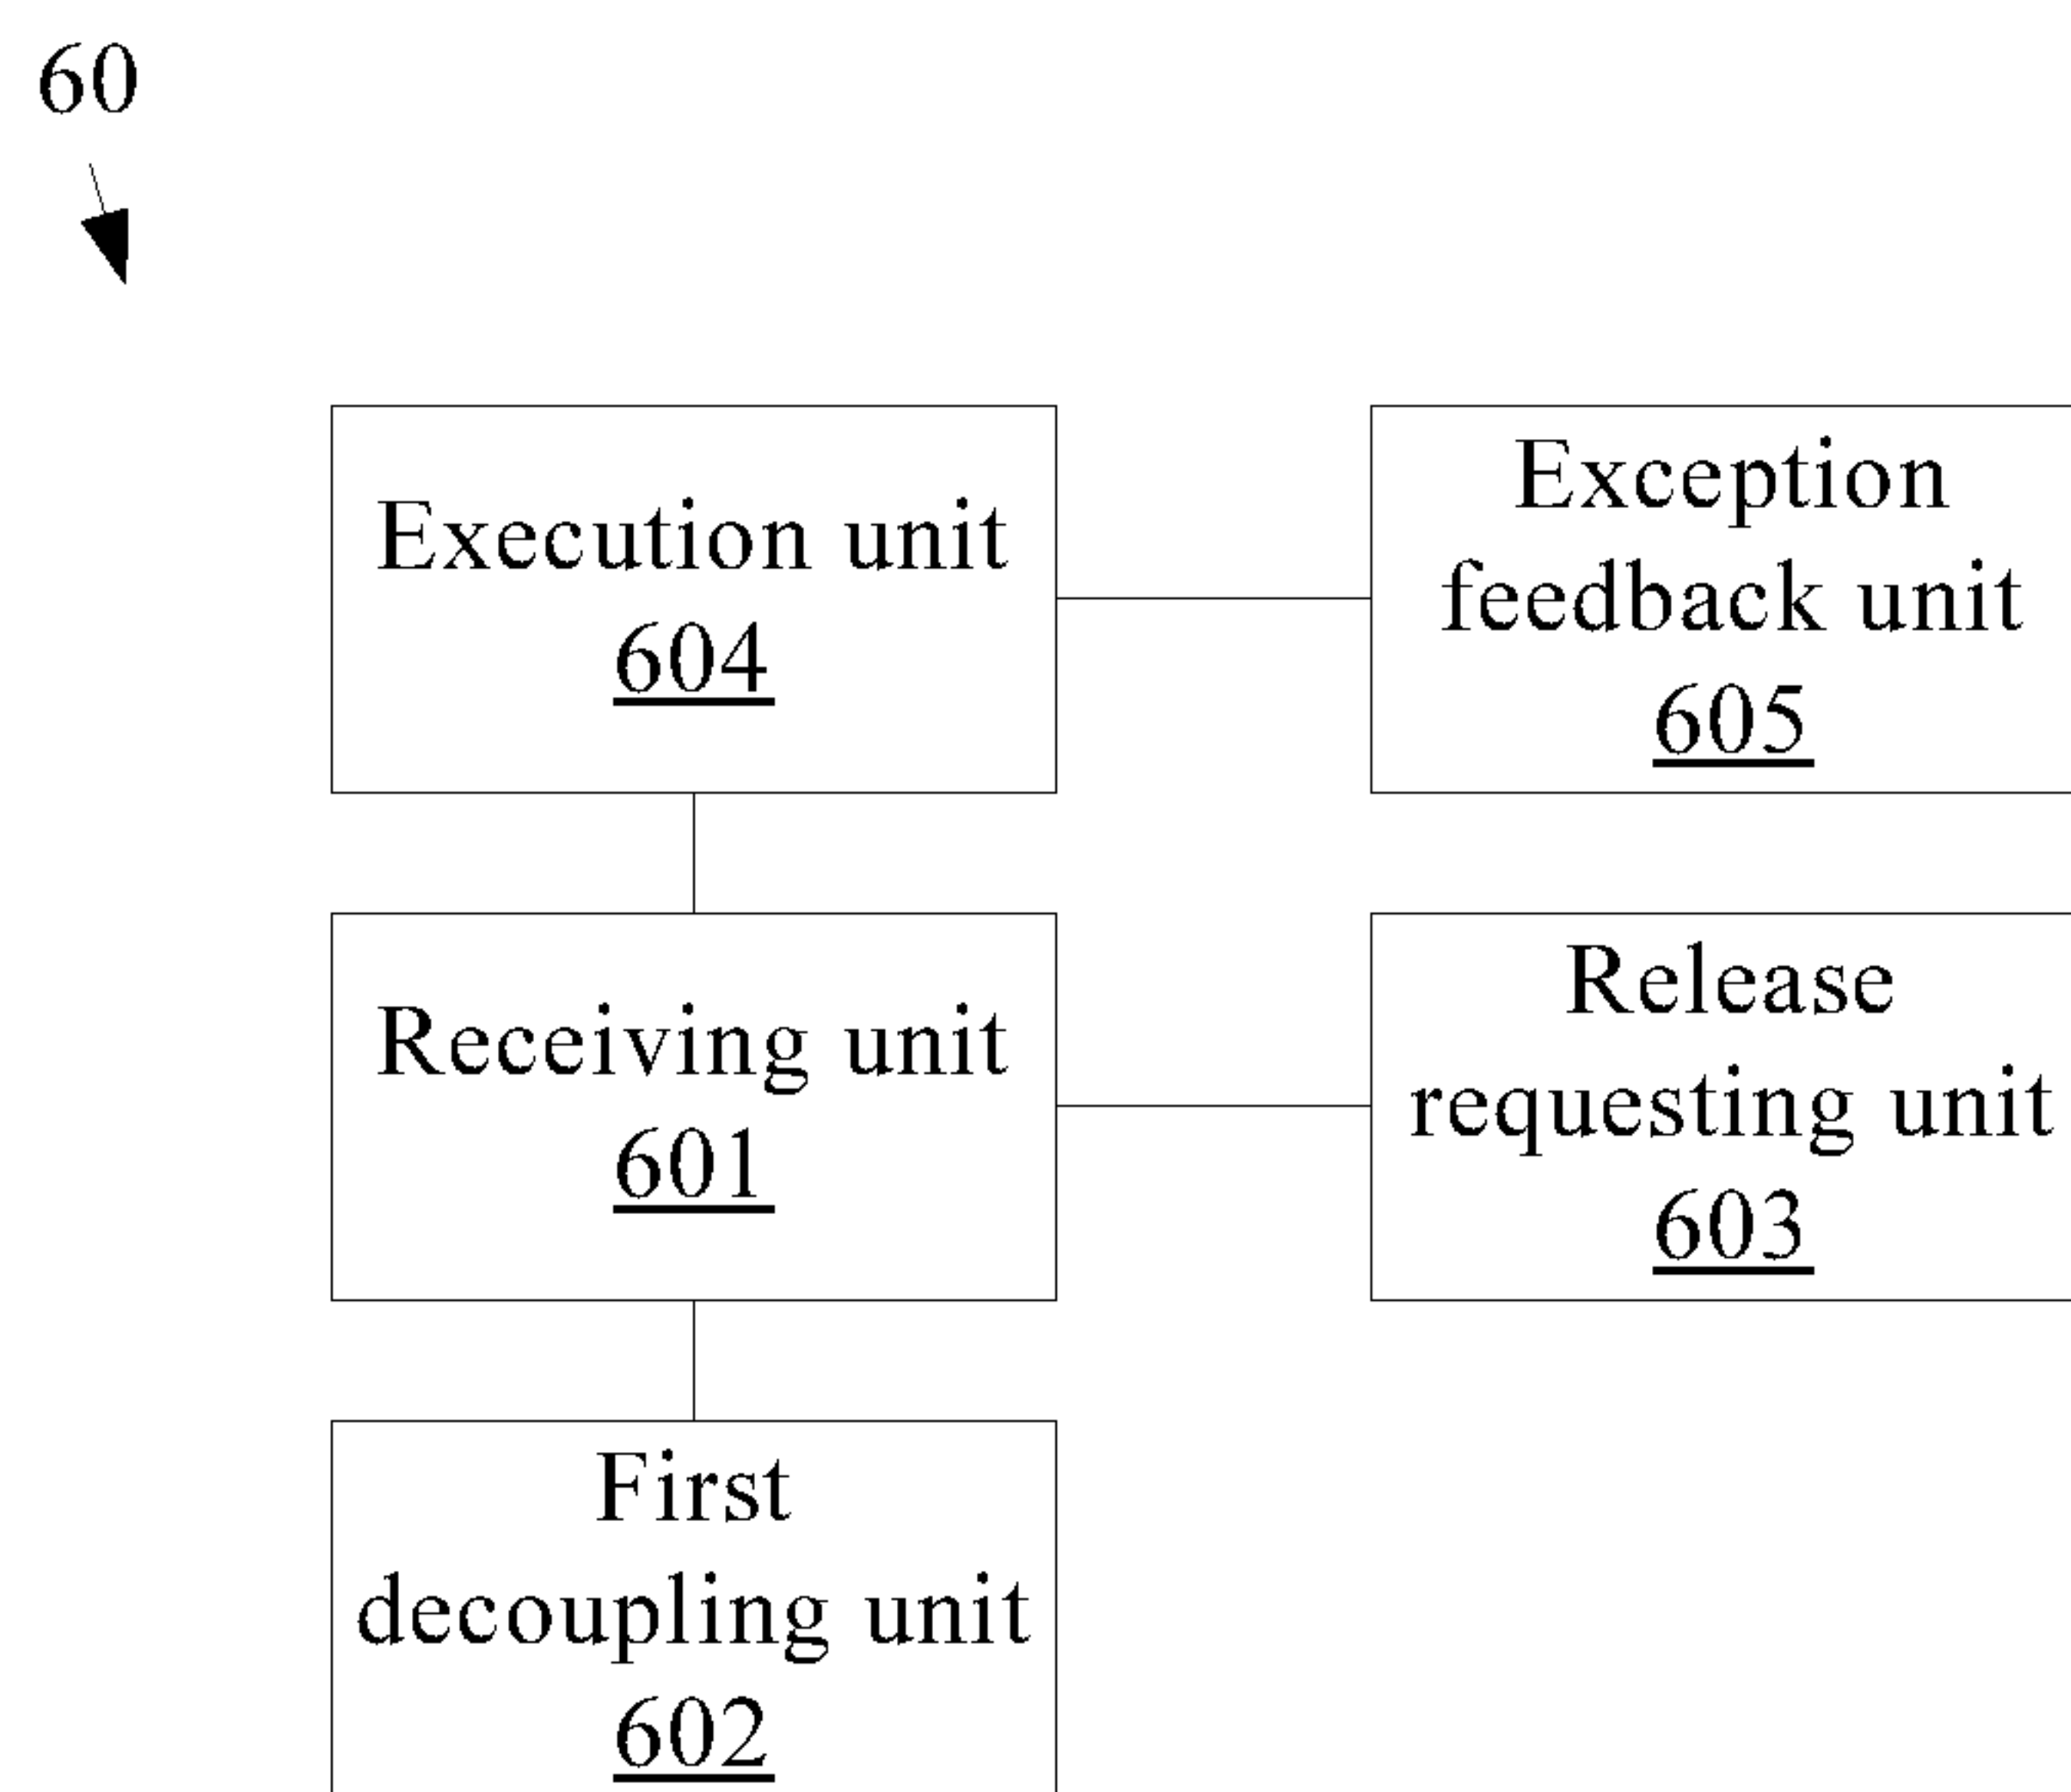 60
Execution unit
604
Exception
feedback unit
605
Receiving unit
601
Release
requesting unit
603
First
decoupling unit
602